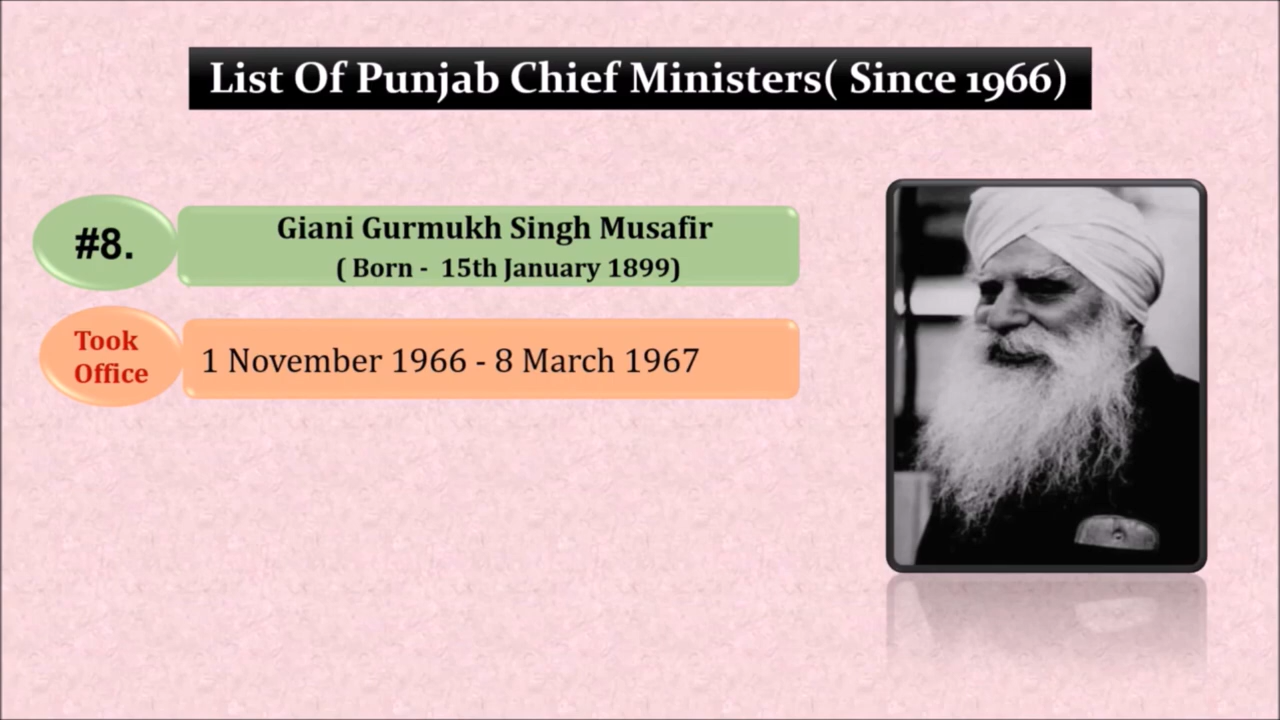 List Of Punjab Chief Ministers( Since 1966)
#8.
Giani Gurmukh Singh Musafir
( Born -  15th January 1899)
Took
Office
1 November 1966 - 8 March 1967